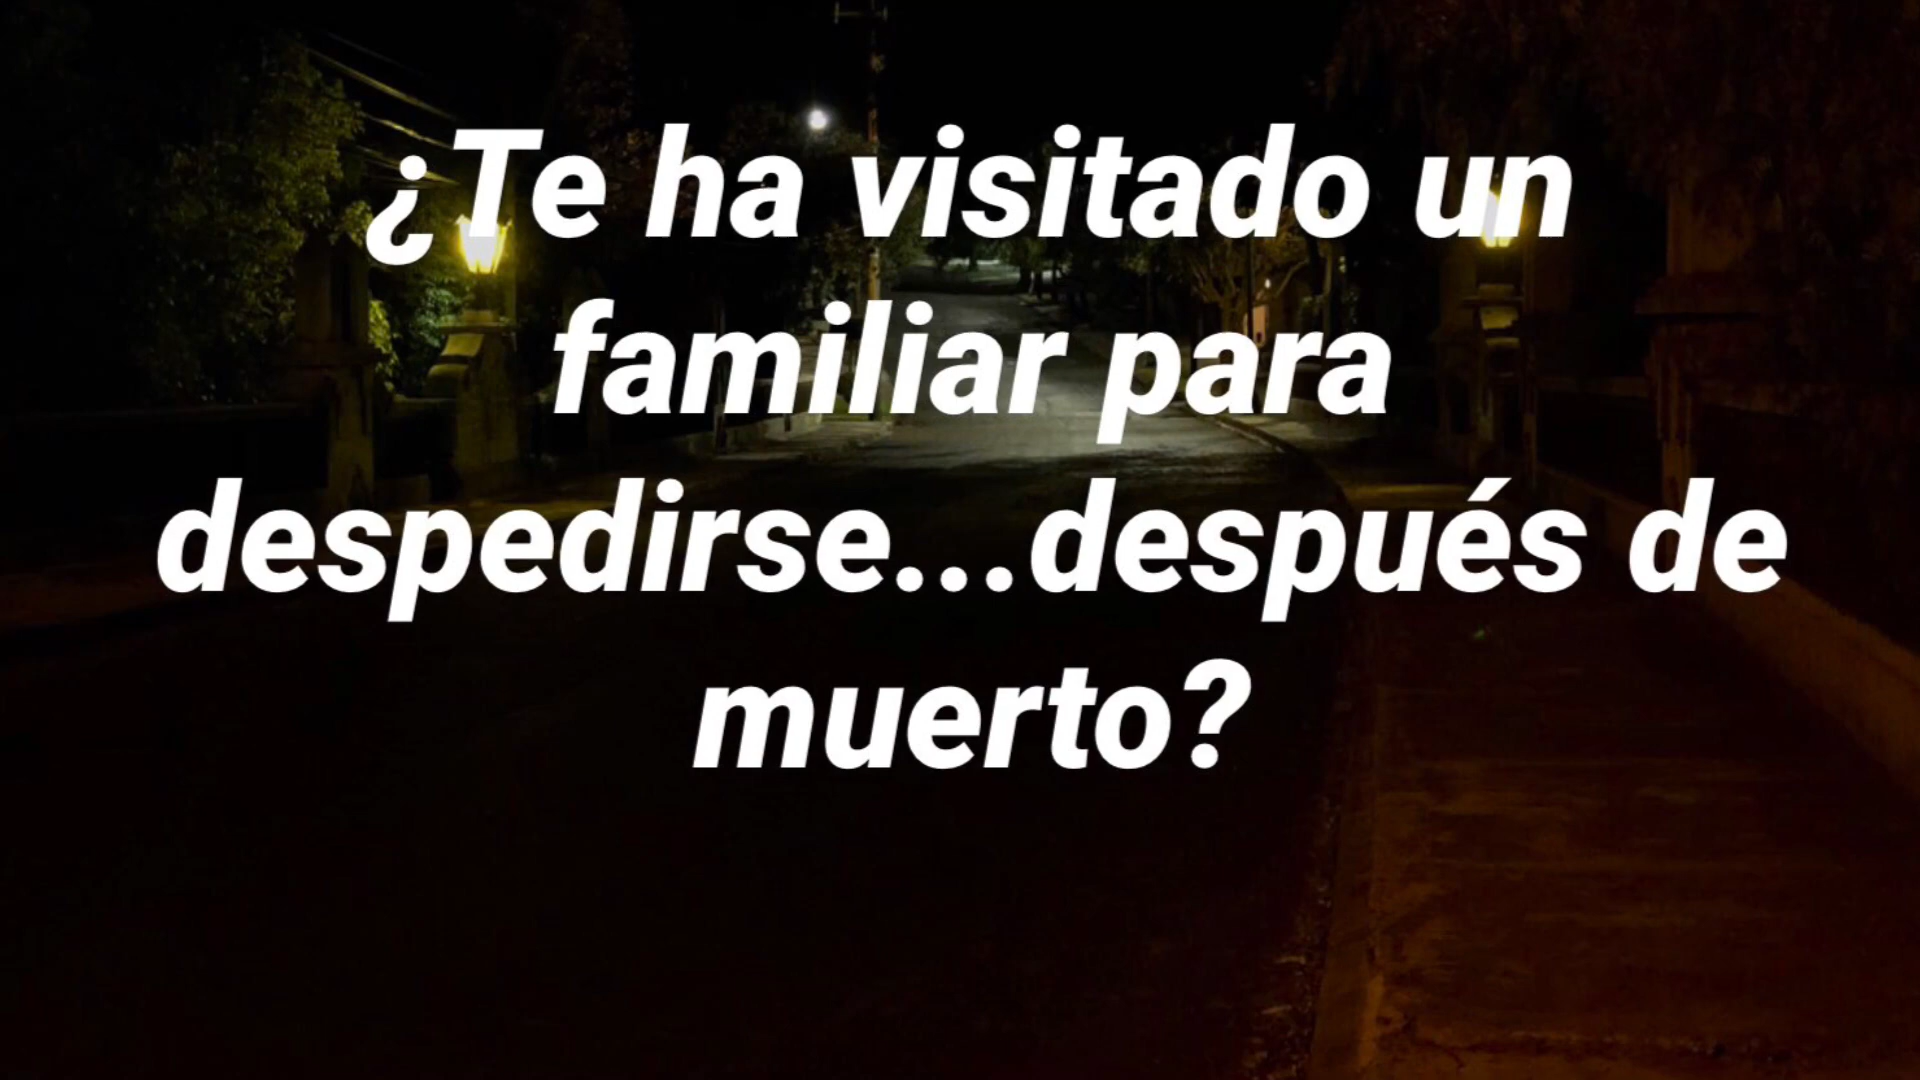 ¿Te ha visitado un
familiar para
despedirse...después de
muerto?